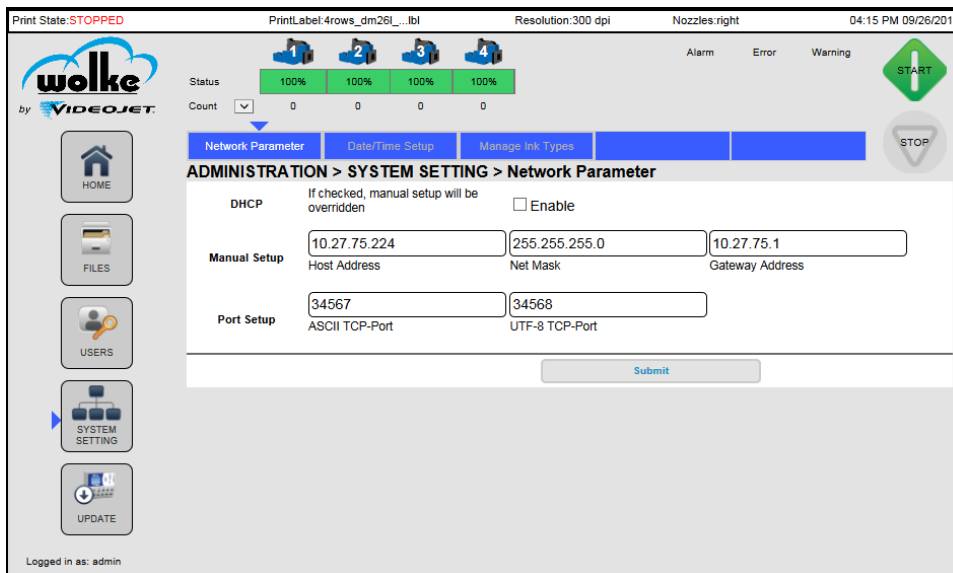 Print State:STOPPED PrintLabel:4rows_dm26l_...lbl Resolution:300 dpi Nozzles:right 04:15 PM 09/26/201
wolke
by VIDEOJET.
1 2 3 4
Alarm Error Warning
START
Status 100% 100% 100% 100%
Count 0 0 0 0
STOP
Network Parameter Date/Time Setup Manage Ink Types
ADMINISTRATION > SYSTEM SETTING > Network Parameter
DHCP
If checked, manual setup will be
overridden
Enable
Manual Setup
10.27.75.224 255.255.255.0 10.27.75.1
Host Address Net Mask Gateway Address
Port Setup
34567 34568
ASCII TCP-Port UTF-8 TCP-Port
Submit
HOME
FILES
USERS
SYSTEM
SETTING
UPDATE
Logged in as: admin